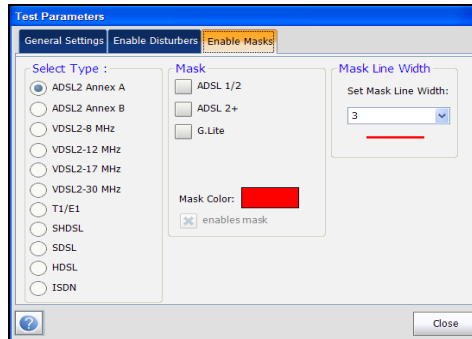 Test Parameters
General Settings
Enable Disturbers
Enable Masks
Select Type :
ADSL2 Annex A
ADSL2 Annex B
VDSL2-8 MHz
VDSL2-12 MHz
VDSL2-17 MHz
VDSL2-30 MHz
T1/E1
SHDSL
SDSL
HDSL
ISDN
Mask
ADSL 1/2
ADSL 2+
G.Lite
Mask Color:
enables mask
Mask Line Width
Set Mask Line Width:
3
?
Close